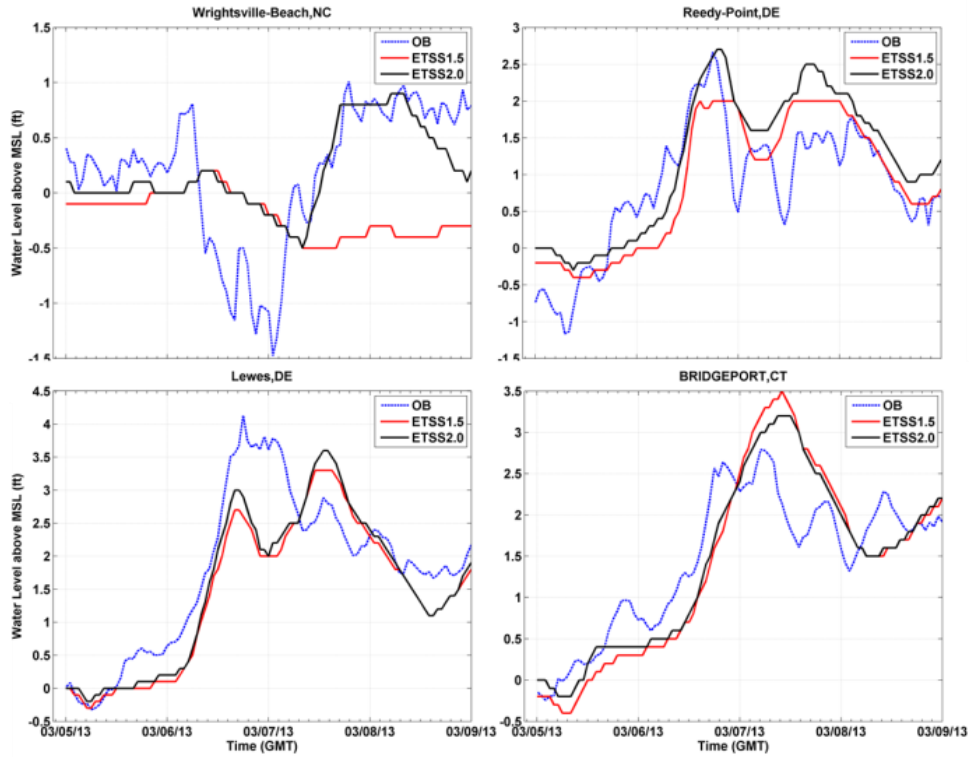 Wrightsville-Beach,NC
Water Level above MSL (ft)
1.5
1
0.5
0
-0.5
-1
-1.5
OB
ETSS1.5
ETSS2.0
Reedy-Point,DE
3
2.5
2
1.5
1
0.5
0
-0.5
-1
-1.5
OB
ETSS1.5
ETSS2.0
Lewes,DE
Water Level above MSL (ft)
4.5
4
3.5
3
2.5
2
1.5
1
0.5
0
-0.5
OB
ETSS1.5
ETSS2.0
03/05/13 03/06/13 03/07/13 03/08/13 03/09/13
Time (GMT)
BRIDGEPORT,CT
3.5
3
2.5
2
1.5
1
0.5
0
-0.5
OB
ETSS1.5
ETSS2.0
03/05/13 03/06/13 03/07/13 03/08/13 03/09/13
Time (GMT)